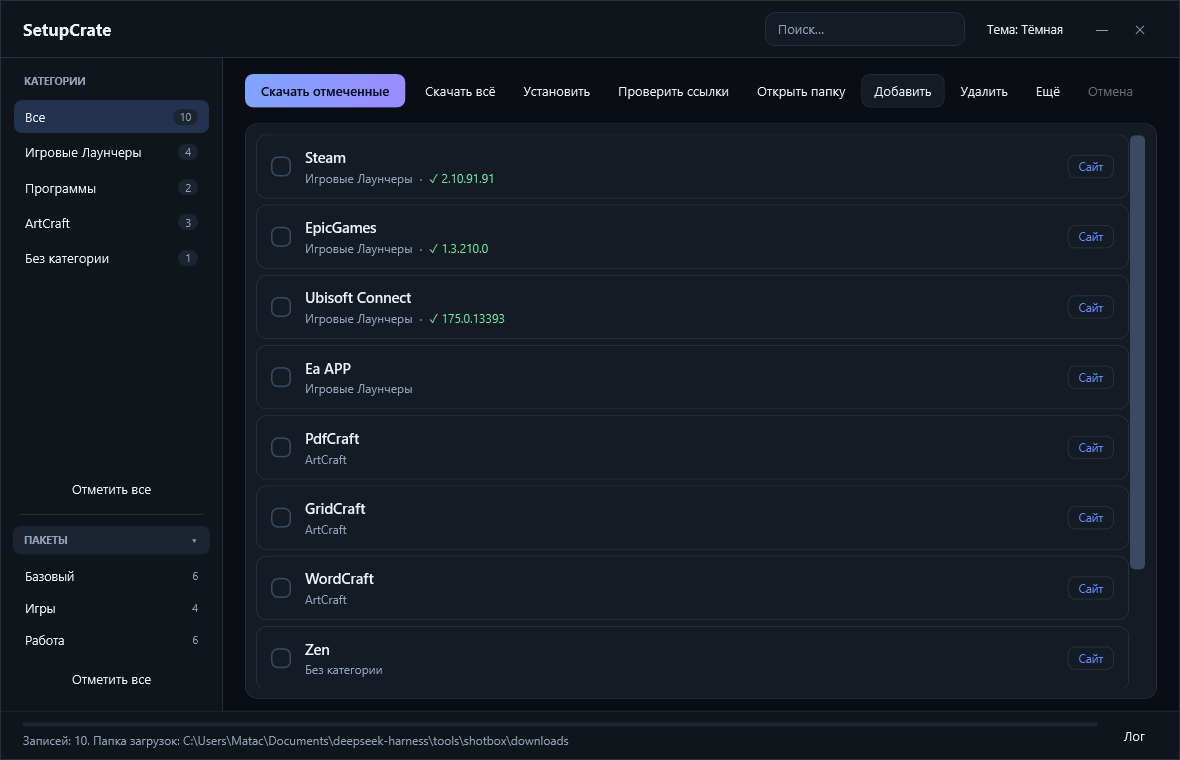 SetupCrate
Поиск...
Тема: Тёмная
КАТЕГОРИИ
Все 10
Игровые Лаунчеры 4
Программы 2
ArtCraft 3
Без категории 1
Отметить все
ПАКЕТЫ
Базовый 6
Игры 4
Работа 6
Отметить все
Скачать отмеченные Скачать всё Установить Проверить ссылки Открыть папку Добавить Удалить Ещё Отмена
Steam
Игровые Лаунчеры · ✓ 2.10.91.91
Сайт
EpicGames
Игровые Лаунчеры · ✓ 1.3.210.0
Сайт
Ubisoft Connect
Игровые Лаунчеры · ✓ 175.0.13393
Сайт
Ea APP
Игровые Лаунчеры
Сайт
PdfCraft
ArtCraft
Сайт
GridCraft
ArtCraft
Сайт
WordCraft
ArtCraft
Сайт
Zen
Без категории
Сайт
Записей: 10. Папка загрузок: C:\Users\Matac\Documents\deepseek-harness\tools\shotbox\downloads
Лог